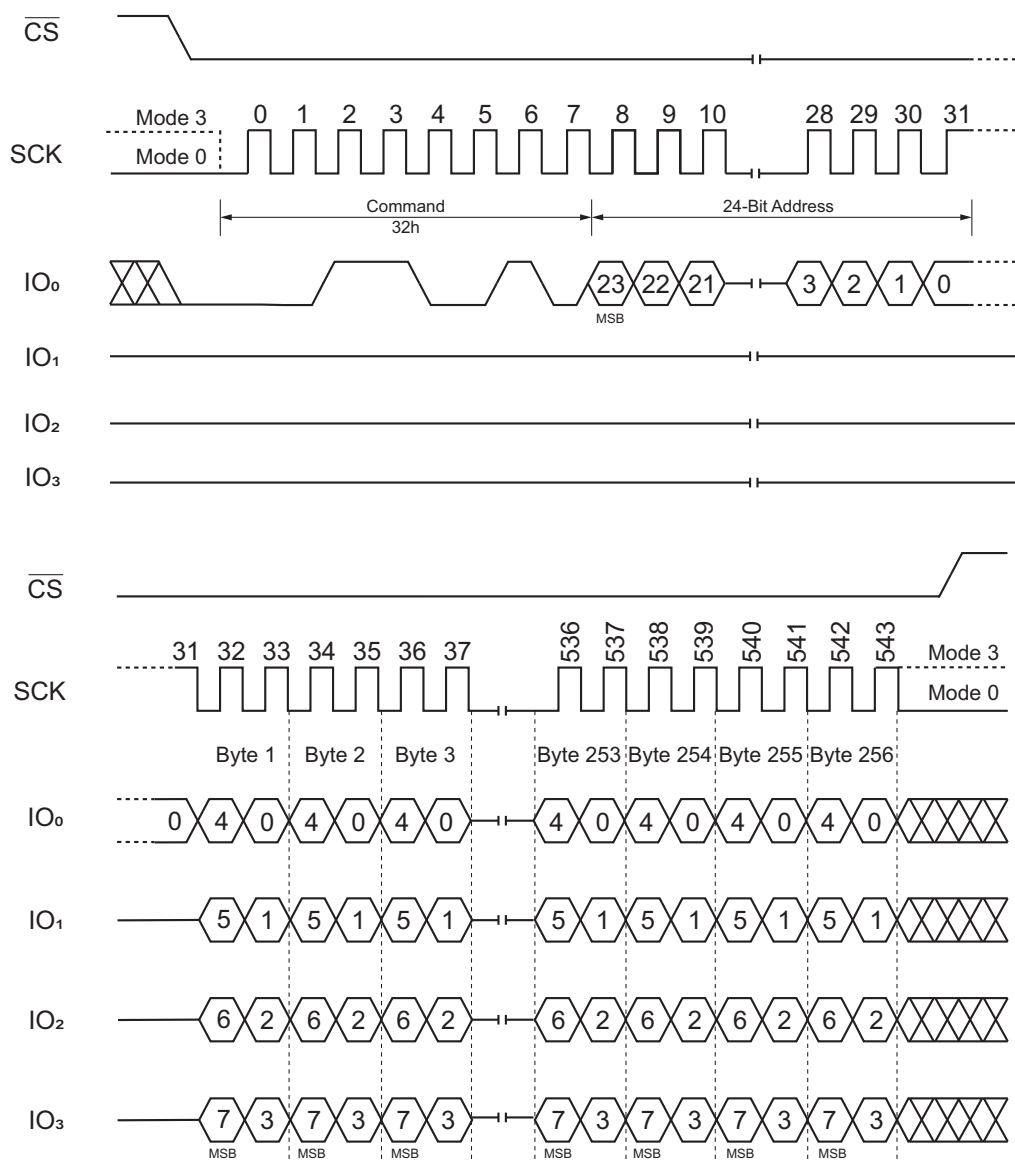 CS
0 1 2 3 4 5 6 7 8 9 10 28 29 30 31
Mode 3
SCK
Mode 0
Command
32h
24-Bit Address
IO₀
23 22 21 3 2 1 0
MSB
IO₁
IO₂
IO₃
CS
31 32 33 34 35 36 37 536 537 538 539 540 541 542 543
Mode 3
SCK
Mode 0
Byte 1 Byte 2 Byte 3 Byte 253 Byte 254 Byte 255 Byte 256
IO₀
0 4 0 4 0 4 0 4 0 4 0 4 0 4 0
IO₁
5 1 5 1 5 1 5 1 5 1 5 1 5 1
IO₂
6 2 6 2 6 2 6 2 6 2 6 2 6 2
IO₃
7 3 7 3 7 3 7 3 7 3 7 3 7 3
MSB MSB MSB MSB MSB MSB MSB